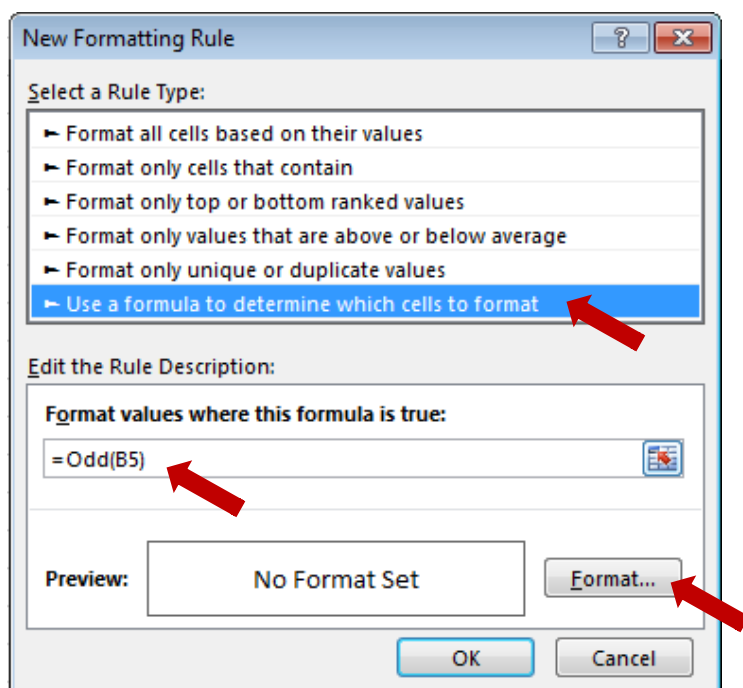 New Formatting Rule
Select a Rule Type:
► Format all cells based on their values
► Format only cells that contain
► Format only top or bottom ranked values
► Format only values that are above or below average
► Format only unique or duplicate values
► Use a formula to determine which cells to format
Edit the Rule Description:
Format values where this formula is true:
=Odd(B5)
Preview:
No Format Set
Format...
OK
Cancel